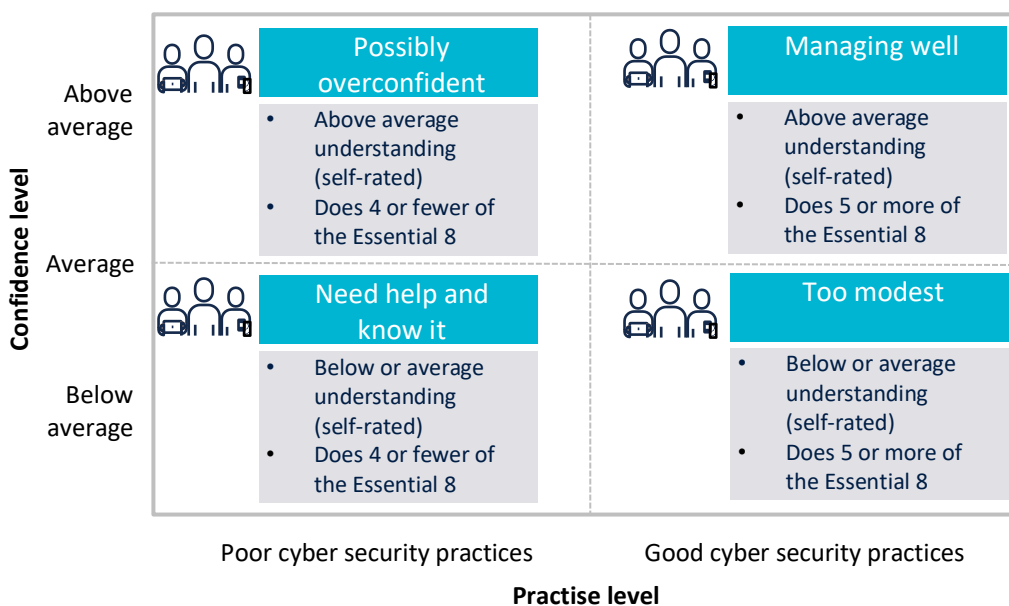 Confidence level
Above
average
Average
Below
average
Possibly
overconfident
• Above average
understanding
(self-rated)
• Does 4 or fewer of
the Essential 8
Managing well
• Above average
understanding
(self-rated)
• Does 5 or more of
the Essential 8
Need help and
know it
• Below or average
understanding
(self-rated)
• Does 4 or fewer of
the Essential 8
Too modest
• Below or average
understanding
(self-rated)
• Does 5 or more of
the Essential 8
Poor cyber security practices
Good cyber security practices
Practise level